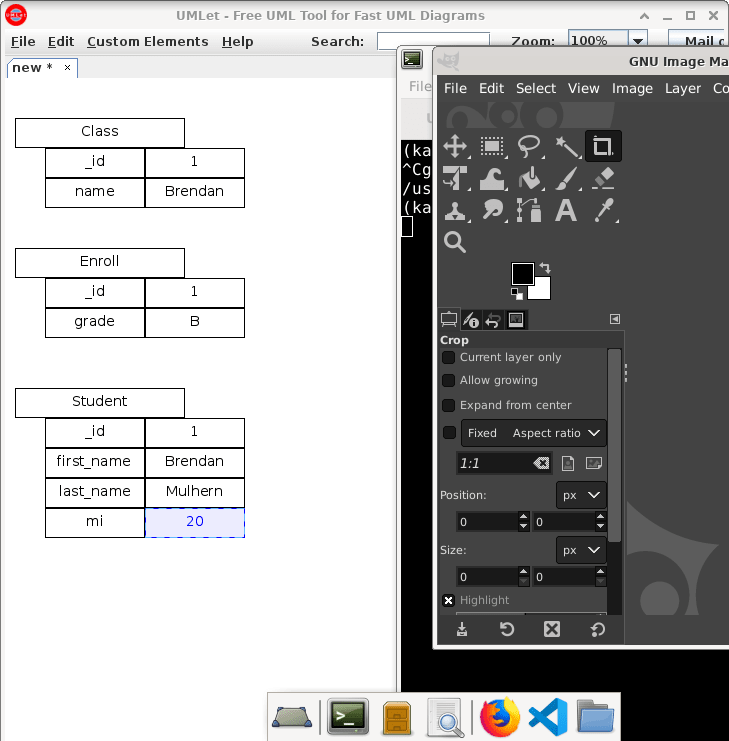 UMLet - Free UML Tool for Fast UML Diagrams
File Edit Custom Elements Help Search: Zoom: 100% Mail c
new *
Class
_id 1
name Brendan
Enroll
_id 1
grade B
Student
_id 1
first_name Brendan
last_name Mulhern
mi 20
File
(ka
^Cg
/us
(ka
GNU Image Ma
File Edit Select View Image Layer Co
Crop
Current layer only
Allow growing
Expand from center
Fixed Aspect ratio
1:1
Position: px
0 0
Size: px
0 0
Highlight